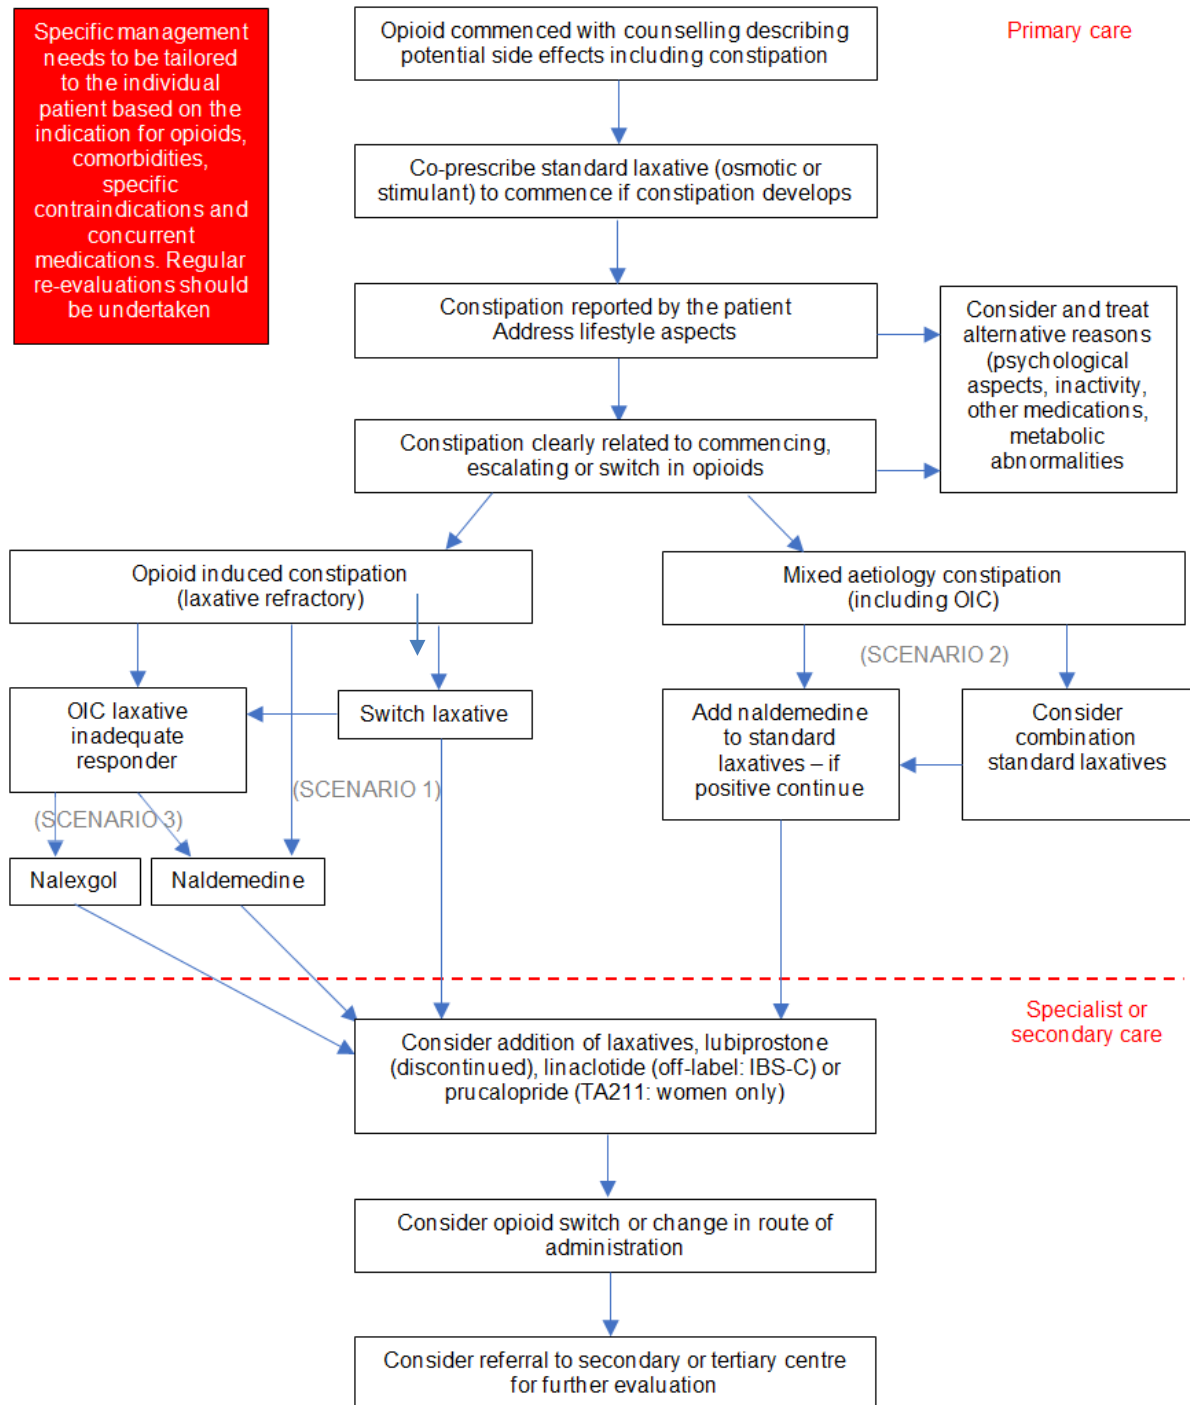 Specific management
needs to be tailored
to the individual
patient based on the
indication for opioids,
comorbidities,
specific
contraindications and
concurrent
medications. Regular
re-evaluations should
be undertaken
Opioid commenced with counselling describing
potential side effects including constipation
Primary care
Co-prescribe standard laxative (osmotic or
stimulant) to commence if constipation develops
Constipation reported by the patient
Address lifestyle aspects
Consider and treat
alternative reasons
(psychological
aspects, inactivity,
other medications,
metabolic
abnormalities
Constipation clearly related to commencing,
escalating or switch in opioids
Opioid induced constipation
(laxative refractory)
Mixed aetiology constipation
(including OIC)
(SCENARIO 2)
OIC laxative
inadequate
responder
Switch laxative
Add naldemedine
to standard
laxatives – if
positive continue
Consider
combination
standard laxatives
(SCENARIO 1)
(SCENARIO 3)
Nalexgol
Naldemedine
Specialist or
secondary care
Consider addition of laxatives, lubiprostone
(discontinued), linaclotide (off-label: IBS-C) or
prucalopride (TA211: women only)
Consider opioid switch or change in route of
administration
Consider referral to secondary or tertiary centre
for further evaluation